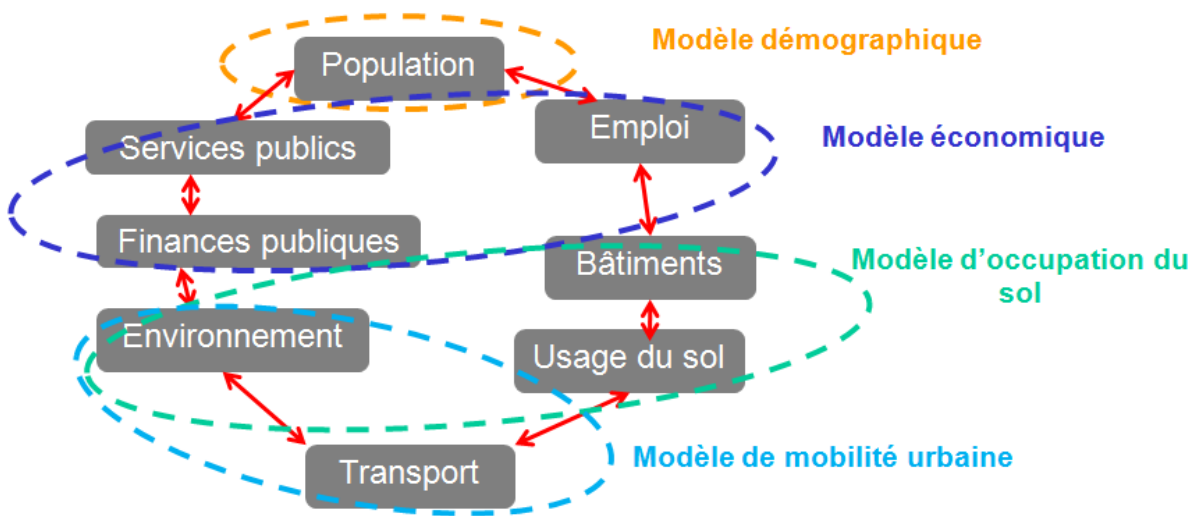 Modèle démographique
Population
Emploi
Services publics
Modèle économique
Finances publiques
Bâtiments
Modèle d’occupation du
sol
Environnement
Usage du sol
Transport
Modèle de mobilité urbaine